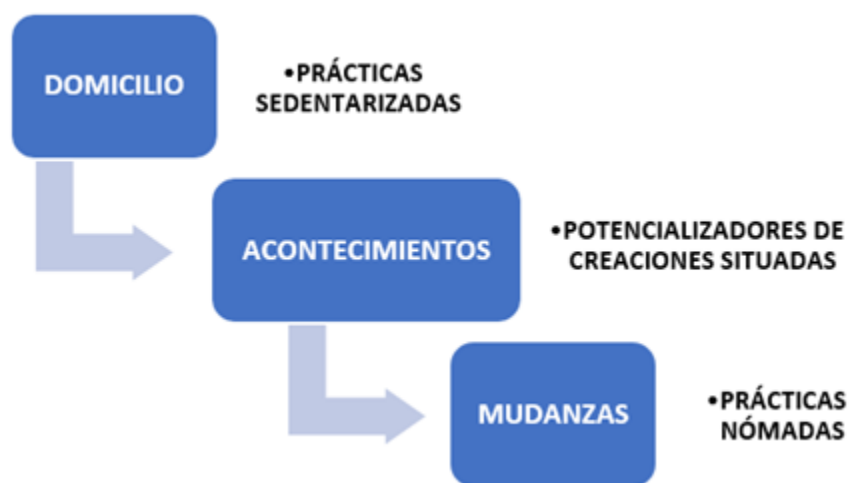 DOMICILIO
•PRÁCTICAS
SEDENTARIZADAS
ACONTECIMIENTOS
•POTENCIALIZADORES DE
CREACIONES SITUADAS
MUDANZAS
•PRÁCTICAS
NÓMADAS